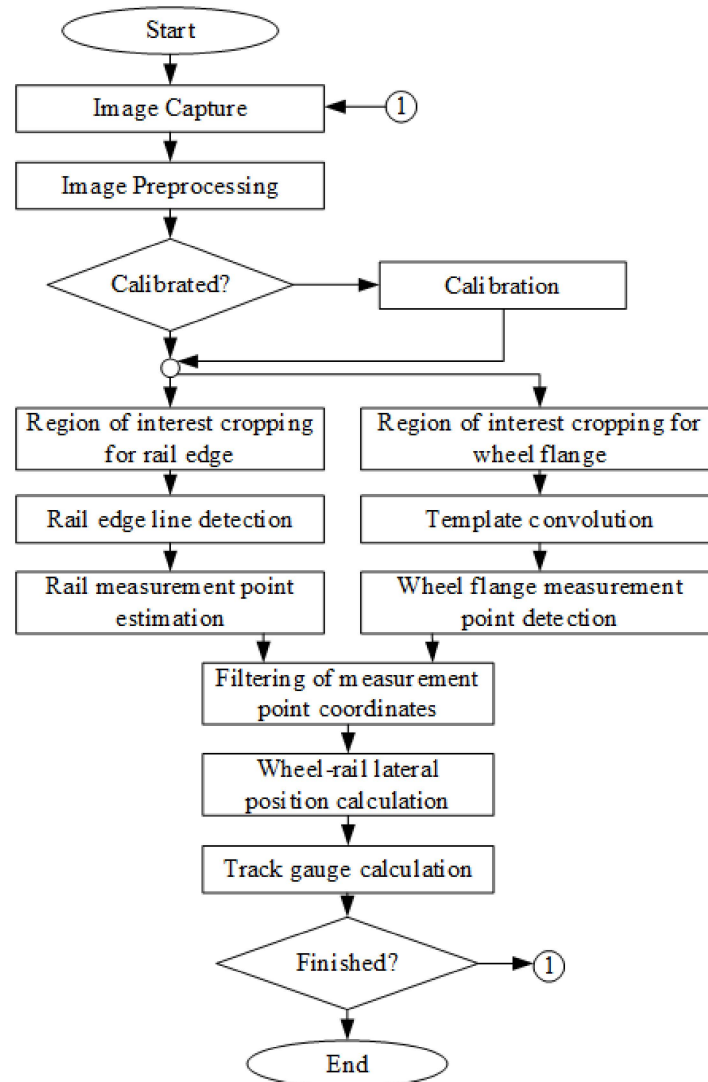 Start
Image Capture
1
Image Preprocessing
Calibrated?
Calibration
Region of interest cropping
for rail edge
Region of interest cropping for
wheel flange
Rail edge line detection
Template convolution
Rail measurement point
estimation
Wheel flange measurement
point detection
Filtering of measurement
point coordinates
Wheel-rail lateral
position calculation
Track gauge calculation
Finished?
1
End